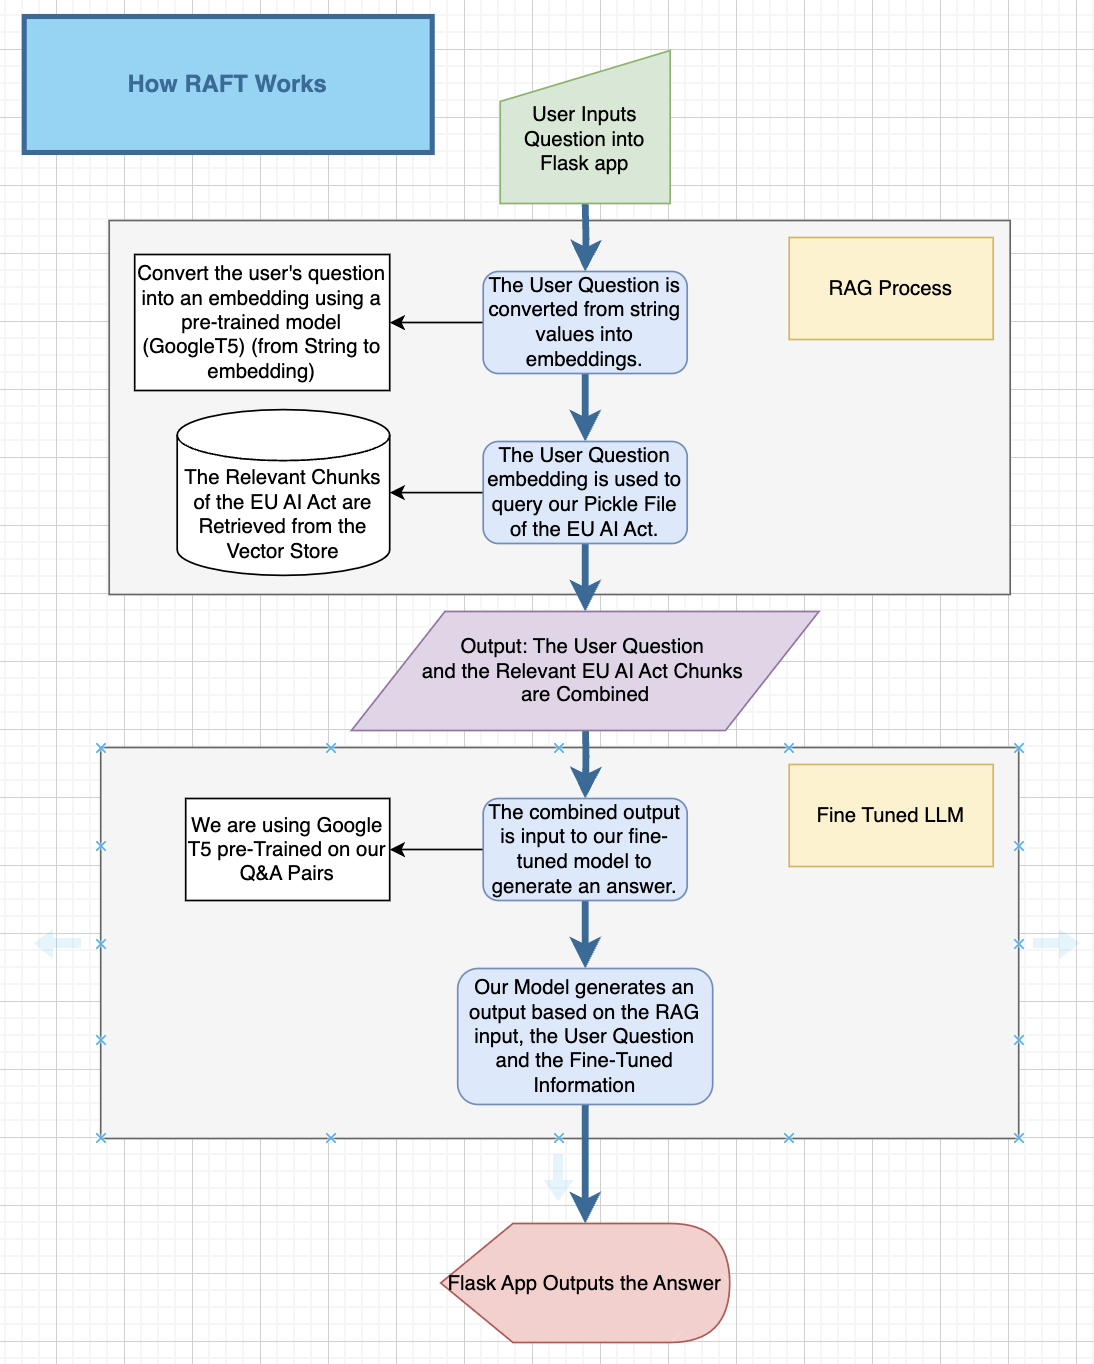 How RAFT Works
User Inputs
Question into
Flask app
RAG Process
The User Question is
converted from string
values into
embeddings.
Convert the user's question
into an embedding using a
pre-trained model
(GoogleT5) (from String to
embedding)
The User Question
embedding is used to
query our Pickle File
of the EU AI Act.
The Relevant Chunks
of the EU AI Act are
Retrieved from the
Vector Store
Output: The User Question
and the Relevant EU AI Act Chunks
are Combined
Fine Tuned LLM
The combined output
is input to our fine-
tuned model to
generate an answer.
We are using Google
T5 pre-Trained on our
Q&A Pairs
Our Model generates an
output based on the RAG
input, the User Question
and the Fine-Tuned
Information
Flask App Outputs the Answer